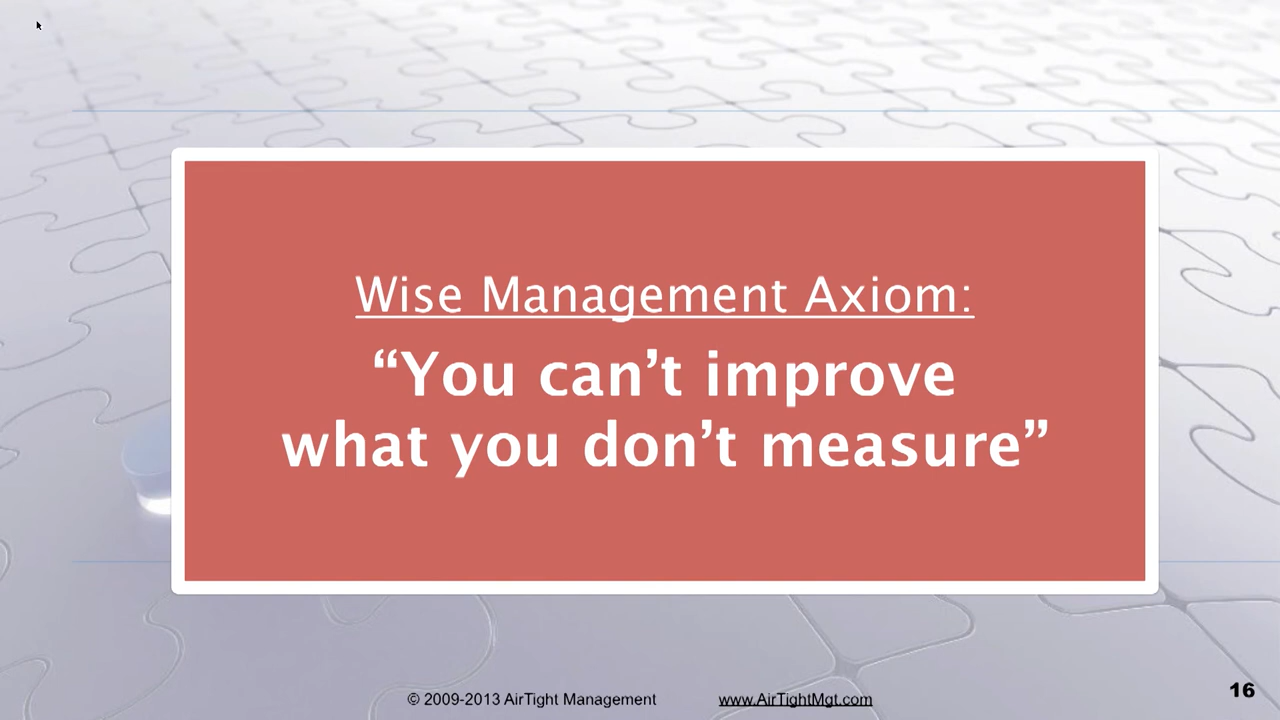 Wise Management Axiom:
“You can’t improve
what you don’t measure”
© 2009-2013 AirTight Management www.AirTightMgt.com
16